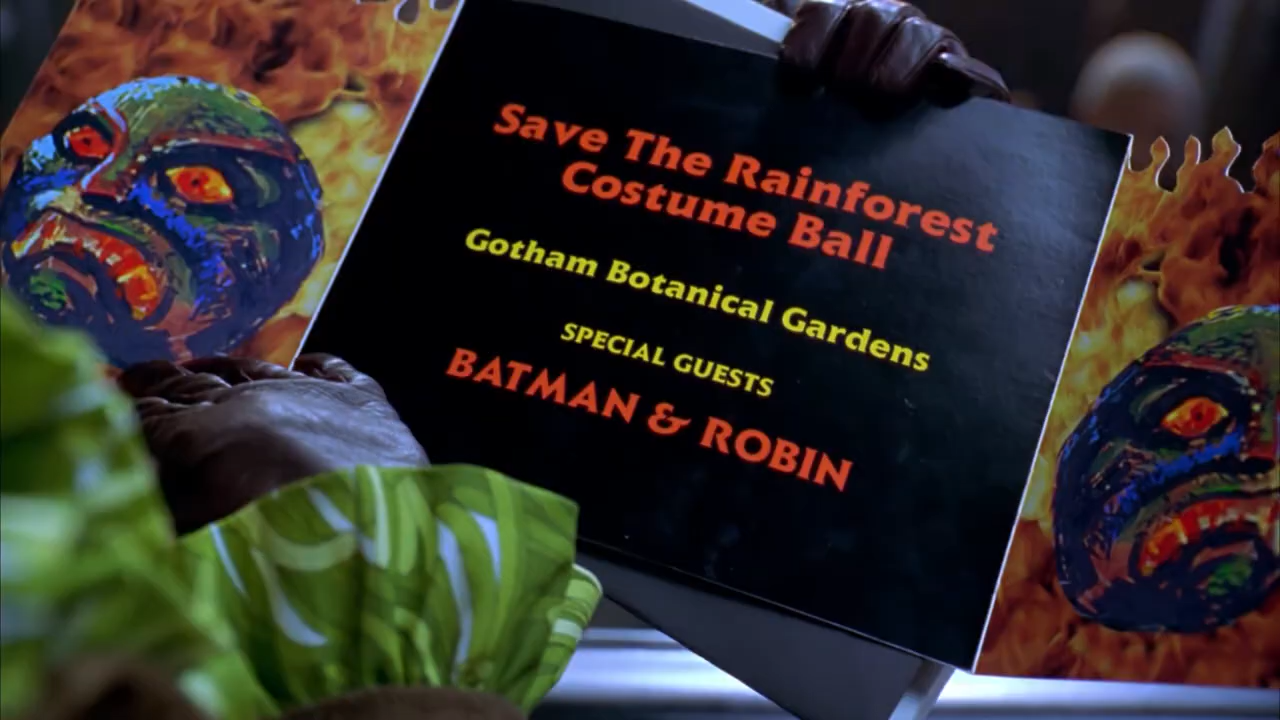 Save The Rainforest
Costume Ball
Gotham Botanical Gardens
SPECIAL GUESTS
BATMAN & ROBIN